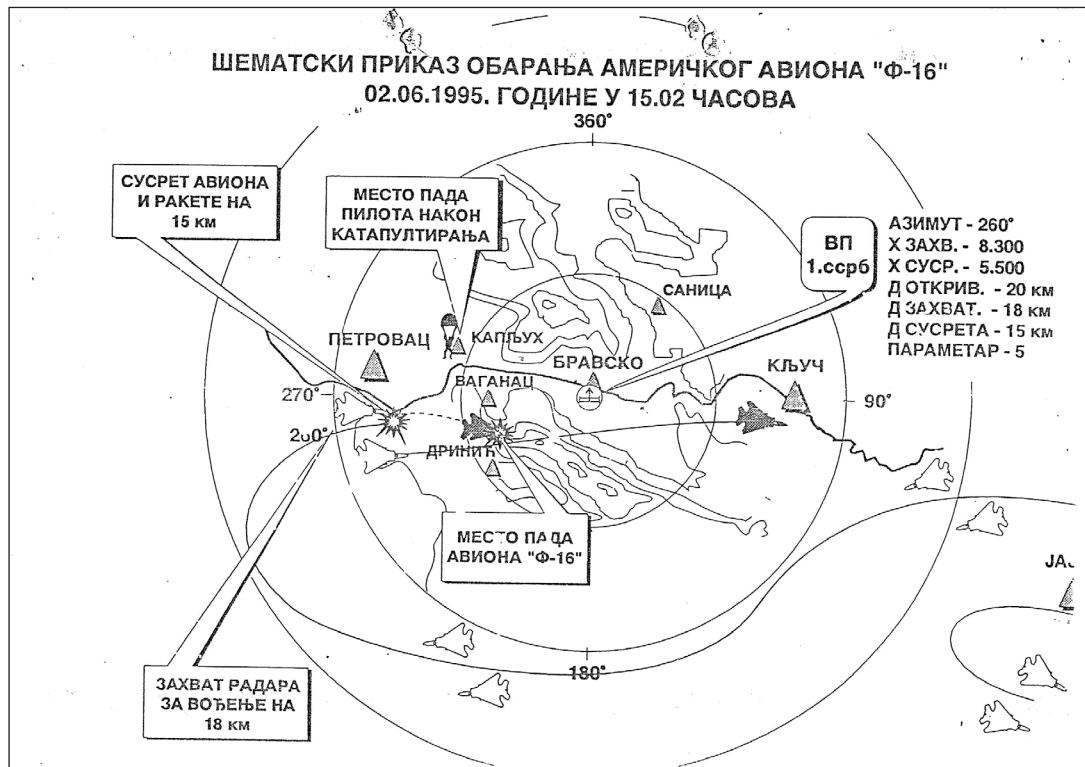 ШЕМАТСКИ ПРИКАЗ ОБАРАЊА АМЕРИЧКОГ АВИОНА "Ф-16"
02.06.1995. ГОДИНЕ У 15.02 ЧАСОВА
360°
СУСРЕТ АВИОНА
И РАКЕТЕ НА
15 км
МЕСТО ПАДА
ПИЛОТА НАКОН
КАТАПУЛТИРАЊА
ВП
1.ссрб
АЗИМУТ - 260°
Х ЗАХВ. - 8.300
Х СУСР. - 5.500
Д ОТКРИВ. - 20 км
Д ЗАХВАТ. - 18 км
Д СУСРЕТА - 15 км
ПАРАМЕТАР - 5
САНИЦА
ПЕТРОВАЦ
КАПЉУХ
БРАВСКО
КЉУЧ
ВАГАНАЦ
270°
90°
260°
ДРИНИЋ
МЕСТО ПАДА
АВИОНА "Ф-16"
ЈАЈ
180°
ЗАХВАТ РАДАРА
ЗА ВОЂЕЊЕ НА
18 км